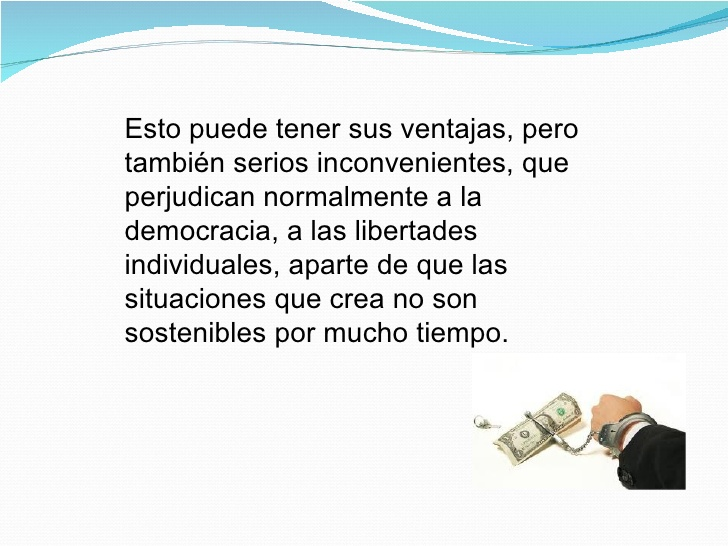 Esto puede tener sus ventajas, pero
también serios inconvenientes, que
perjudican normalmente a la
democracia, a las libertades
individuales, aparte de que las
situaciones que crea no son
sostenibles por mucho tiempo.